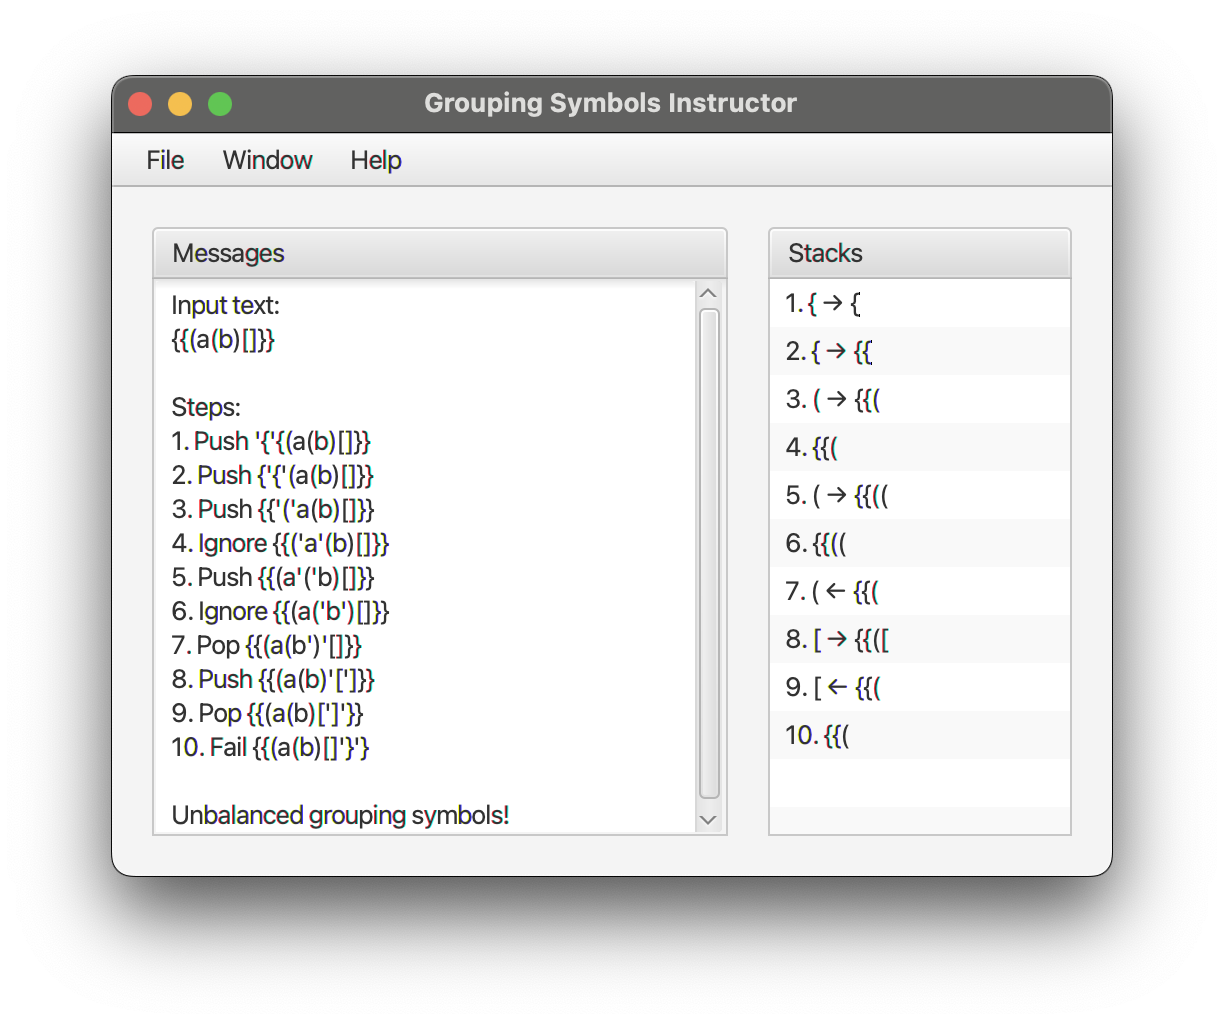 Grouping Symbols Instructor
File Window Help
Messages
Input text:
{{(a(b)[]}}
Steps:
1. Push '{'{(a(b)[]}}
2. Push {'{'(a(b)[]}}
3. Push {{'('a(b)[]}}
4. Ignore {{('a'(b)[]}}
5. Push {{(a'('b)[]}}
6. Ignore {{(a('b')[]}}
7. Pop {{(a(b')'[]}}
8. Push {{(a(b)'[']}}
9. Pop {{(a(b)[']'}}
10. Fail {{(a(b)[]'}'}
Unbalanced grouping symbols!
Stacks
1. { → {
2. { → {{
3. ( → {{(
4. {{(
5. ( → {{((
6. {{((
7. ( ← {{(
8. [ → {{([
9. [ ← {{(
10. {{(